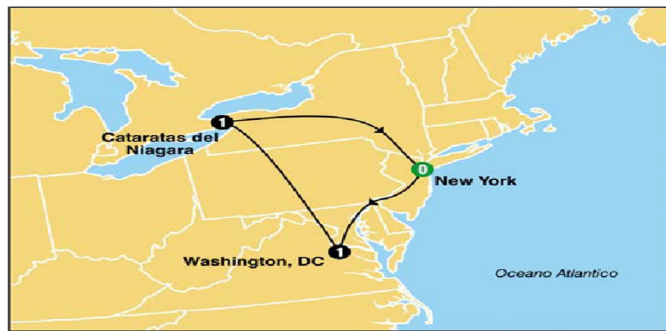 1
Cataratas del
Niagara
0
New York
Washington, DC
1
Oceano Atlantico